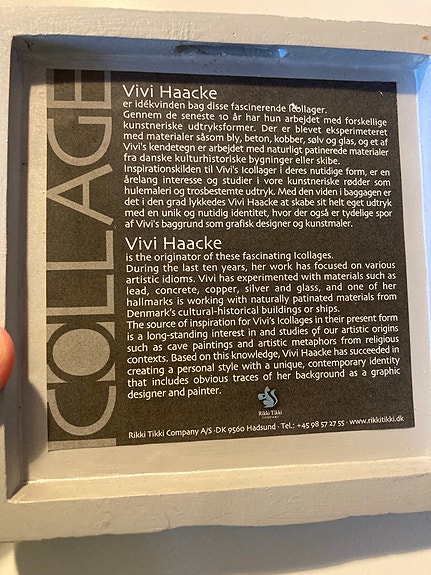 ICOLLAGE
Vivi Haacke
er idékvinden bag disse fascinerende Icollager.
Gennem de seneste 10 år har hun arbejdet med forskellige
kunstneriske udtryksformer. Der er blevet eksperimenteret
med materialer såsom bly, beton, kobber, sølv og glas, og et af
Vivi's kendetegn er arbejdet med naturligt patinerede materialer
fra danske kulturhistoriske bygninger eller skibe.
Inspirationskilden til Vivi's Icollager i deres nutidige form, er en
årelang interesse og studier i vore kunstneriske rødder som
hulemaleri og trosbestemte udtryk. Med den viden i baggagen er
det i den grad lykkedes Vivi Haacke at skabe sit helt eget udtryk
med en unik og nutidig identitet, hvor der også er tydelige spor
af Vivi's baggrund som grafisk designer og kunstmaler.
Vivi Haacke
is the originator of these fascinating Icollages.
During the last ten years, her work has focused on various
artistic idioms. Vivi has experimented with materials such as
lead, concrete, copper, silver and glass, and one of her
hallmarks is working with naturally patinated materials from
Denmark's cultural-historical buildings or ships.
The source of inspiration for Vivi's Icollages in their present form
is a long-standing interest in and studies of our artistic origins
such as cave paintings and artistic metaphors from religious
contexts. Based on this knowledge, Vivi Haacke has succeeded in
creating a personal style with a unique, contemporary identity
that includes obvious traces of her background as a graphic
designer and painter.
Rikki Tikki
COMPANY
Rikki Tikki Company A/S · DK 9560 Hadsund · Tel.: +45 98 57 27 55 · www.rikkitikki.dk